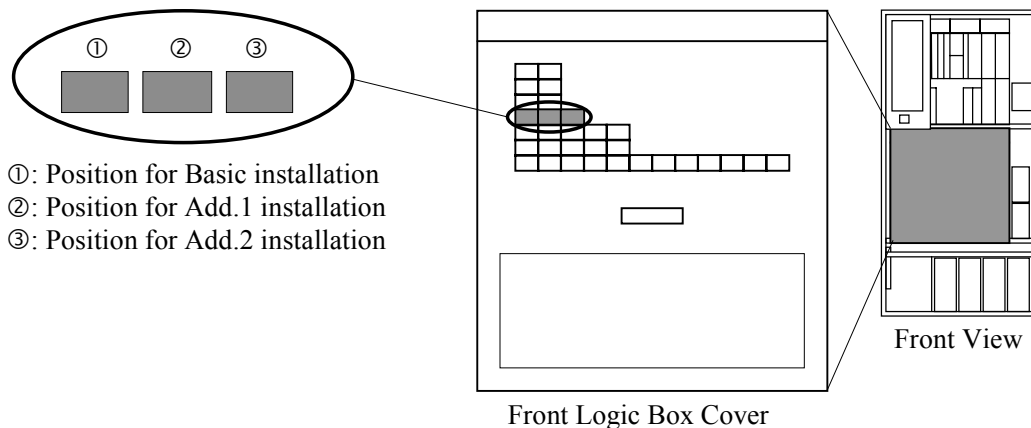 ① ② ③
①: Position for Basic installation
②: Position for Add.1 installation
③: Position for Add.2 installation
Front View
Front Logic Box Cover